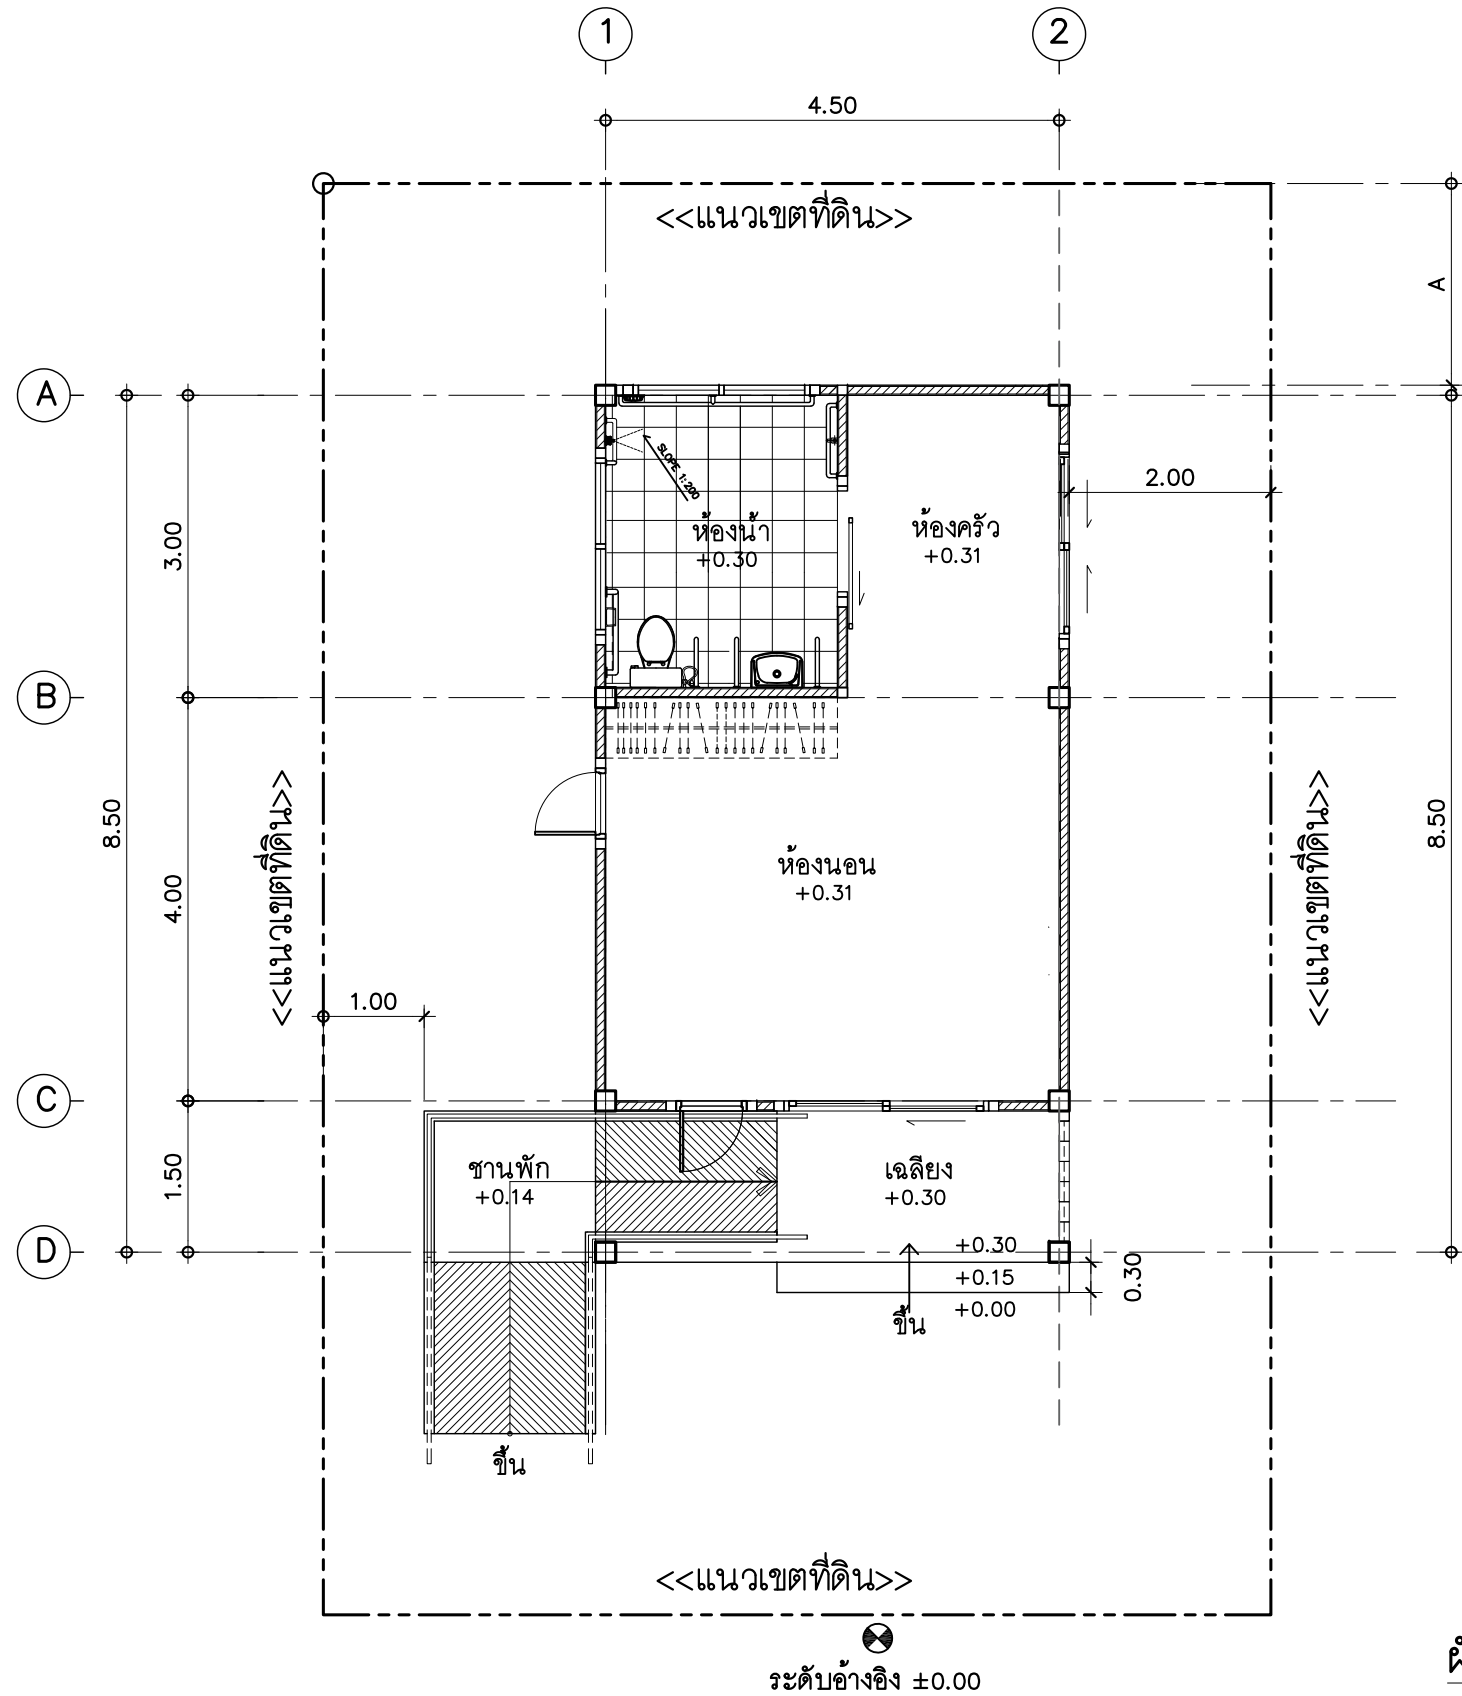 1
2
4.50
<<แนวเขตที่ดิน>>
A
A
SLOPE 1:200
2.00
3.00
ห้องน้ำ
+0.30
ห้องครัว
+0.31
B
<<แนวเขตที่ดิน>>
<<แนวเขตที่ดิน>>
8.50
8.50
ห้องนอน
+0.31
4.00
1.00
C
ชานพัก
+0.14
เฉลียง
+0.30
1.50
D
+0.30
+0.15
+0.00
0.30
ขึ้น
ขึ้น
<<แนวเขตที่ดิน>>
ระดับอ้างอิง ±0.00